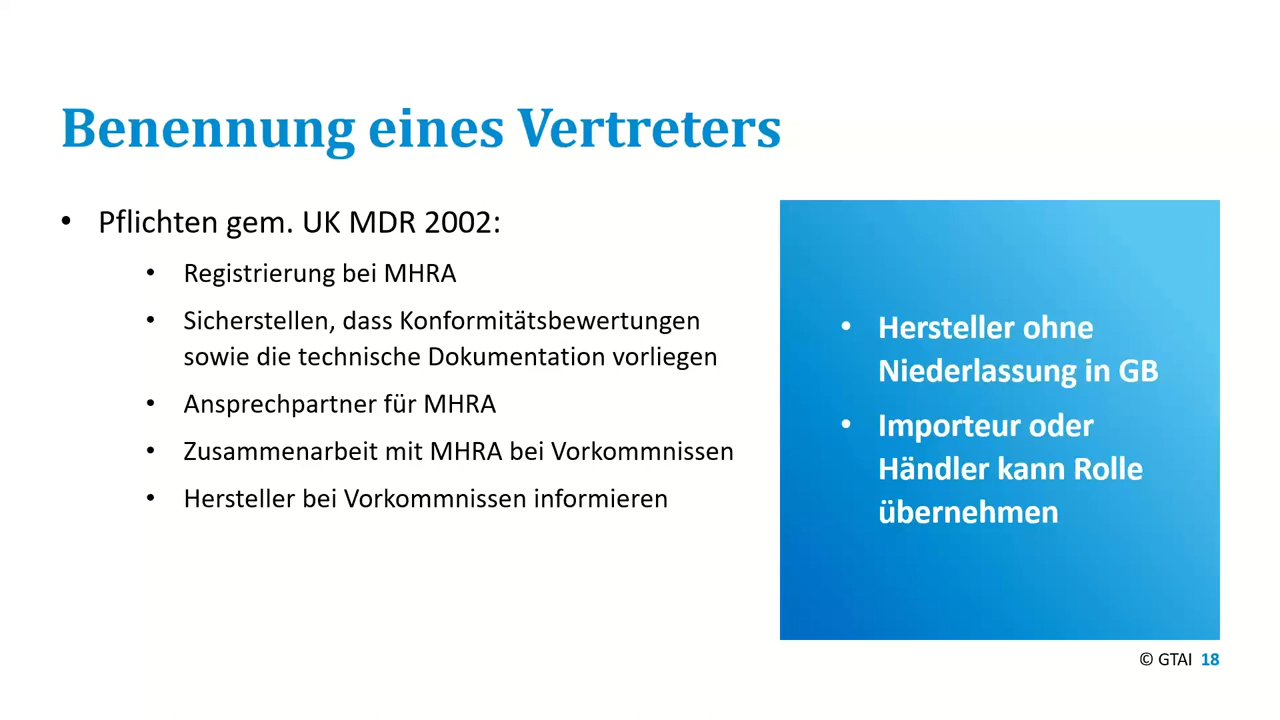 Benennung eines Vertreters
• Pflichten gem. UK MDR 2002:
• Registrierung bei MHRA
• Sicherstellen, dass Konformitätsbewertungen
sowie die technische Dokumentation vorliegen
• Ansprechpartner für MHRA
• Zusammenarbeit mit MHRA bei Vorkommnissen
• Hersteller bei Vorkommnissen informieren
• Hersteller ohne
Niederlassung in GB
• Importeur oder
Händler kann Rolle
übernehmen
© GTAI 18